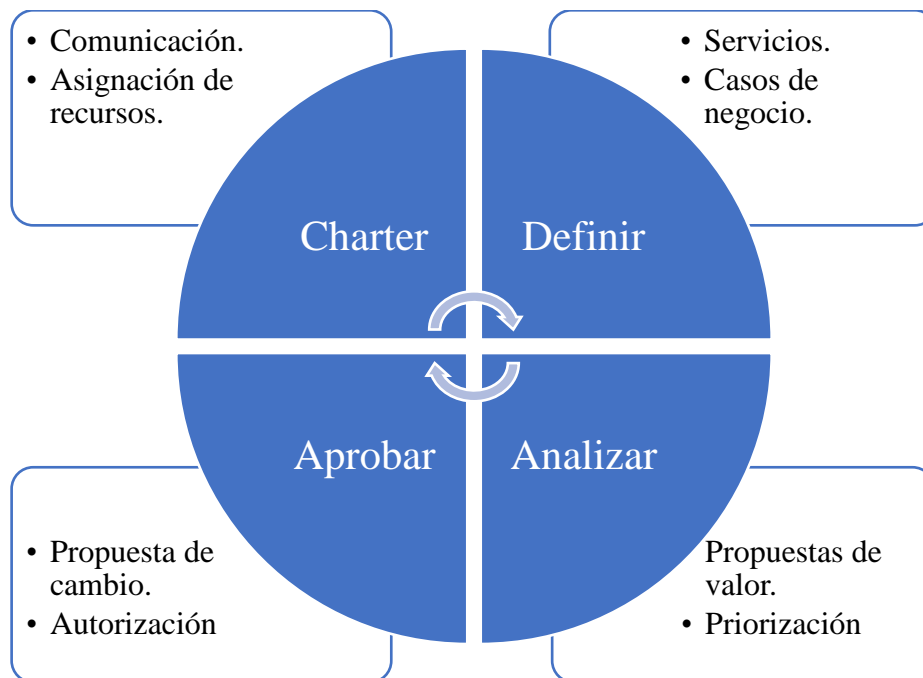 • Comunicación.
• Asignación de
recursos.
• Servicios.
• Casos de
negocio.
Charter
Definir
Aprobar
Analizar
• Propuesta de
cambio.
• Autorización
Propuestas de
valor.
• Priorización